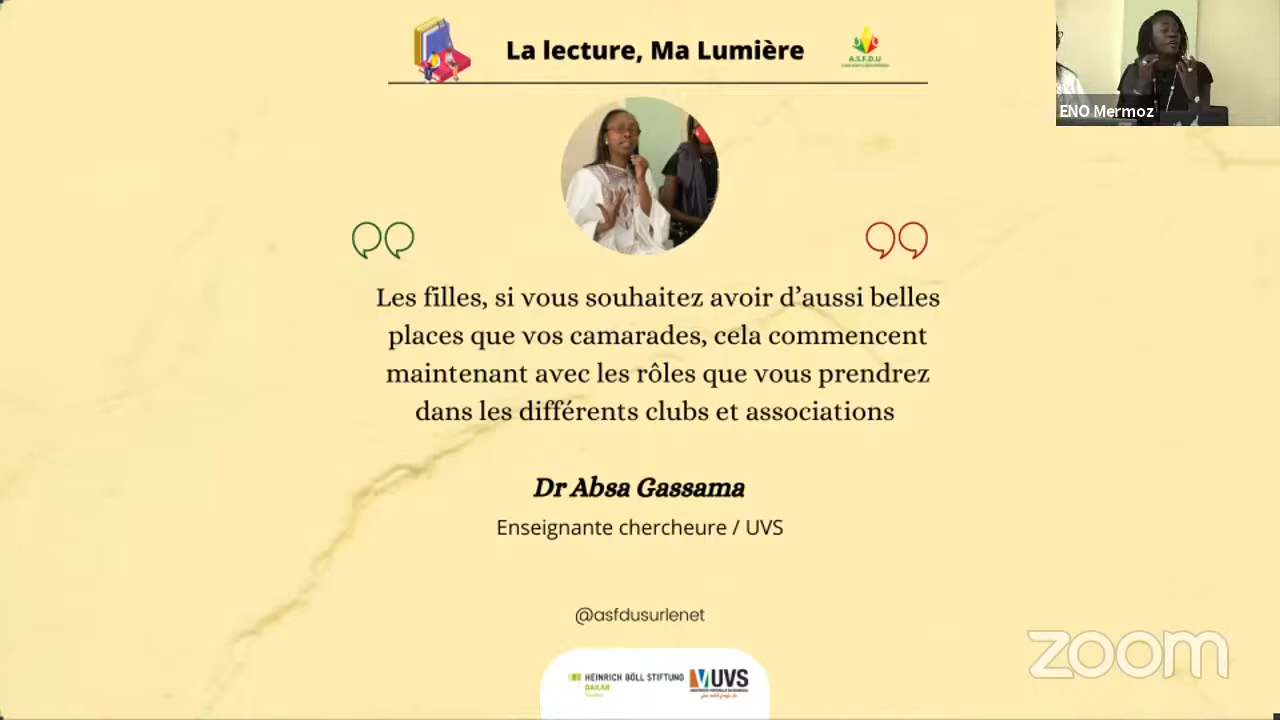 La lecture, Ma Lumière
A.S.F.D.U
ENO Mermoz
Les filles, si vous souhaitez avoir d’aussi belles
places que vos camarades, cela commencent
maintenant avec les rôles que vous prendrez
dans les différents clubs et associations
Dr Absa Gassama
Enseignante chercheure / UVS
@asfdusurlenet
zoom
HEINRICH BÖLL STIFTUNG
DAKAR
UVS